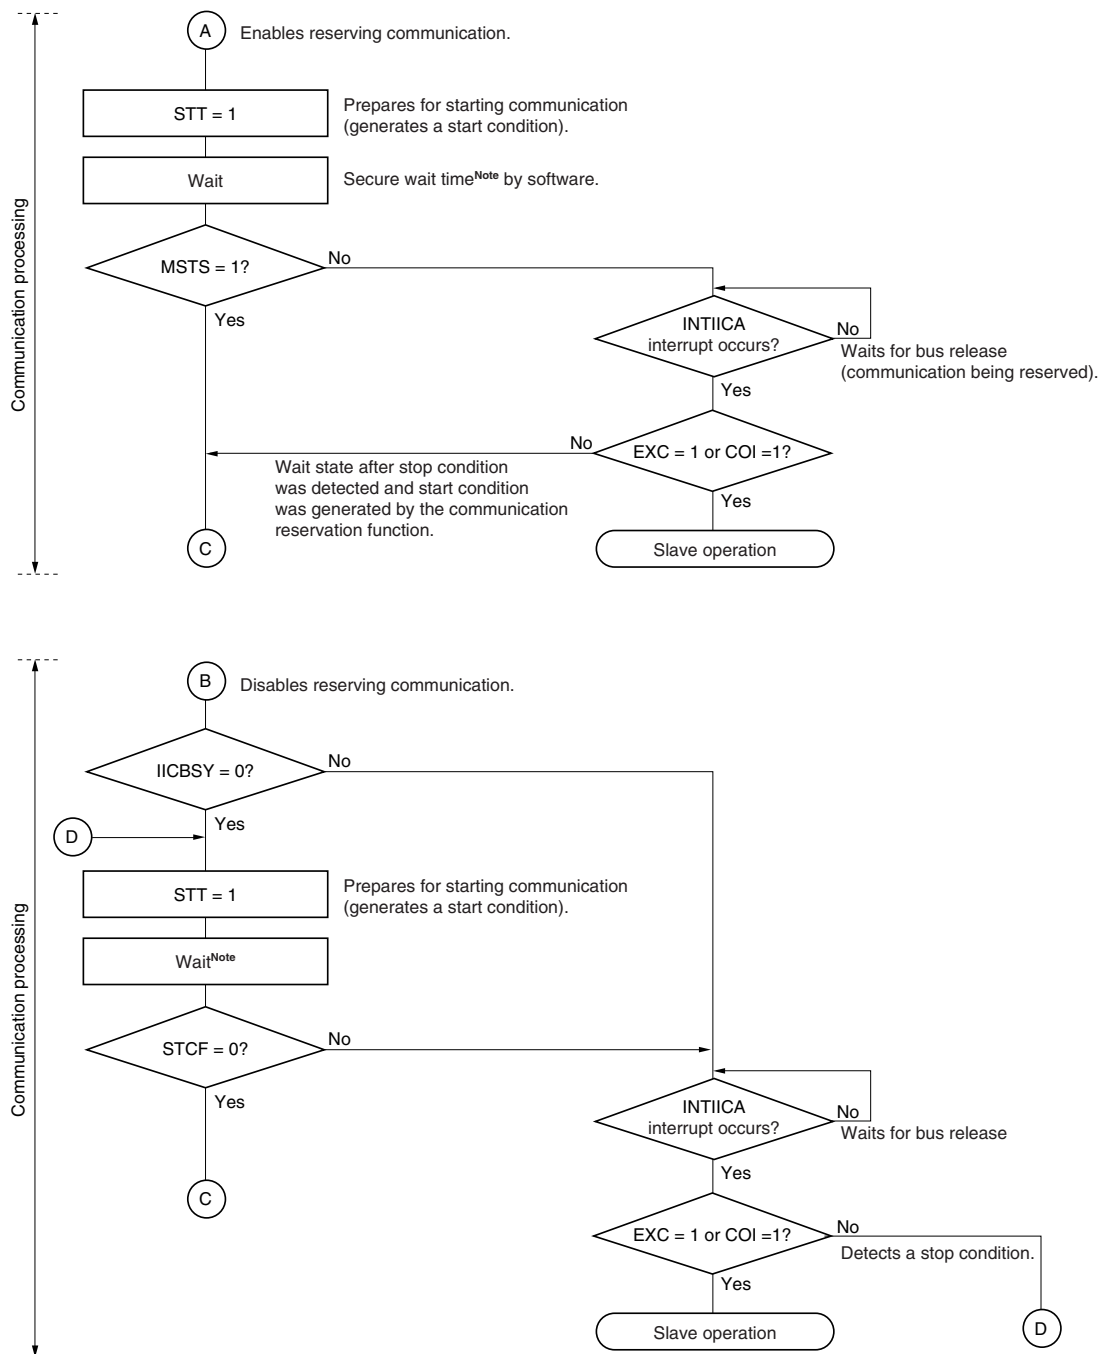 A
Enables reserving communication.
STT = 1
Prepares for starting communication
(generates a start condition).
Wait
Secure wait timeNote by software.
MSTS = 1?
No
Yes
INTIICA
interrupt occurs?
No
Waits for bus release
(communication being reserved).
Yes
EXC = 1 or COI =1?
No
Wait state after stop condition
was detected and start condition
was generated by the communication
reservation function.
Yes
C
Slave operation
Communication processing
B
Disables reserving communication.
IICBSY = 0?
No
Yes
D
STT = 1
Prepares for starting communication
(generates a start condition).
WaitNote
STCF = 0?
No
Yes
INTIICA
interrupt occurs?
No
Waits for bus release
Yes
C
EXC = 1 or COI =1?
No
Detects a stop condition.
Yes
Slave operation
D
Communication processing